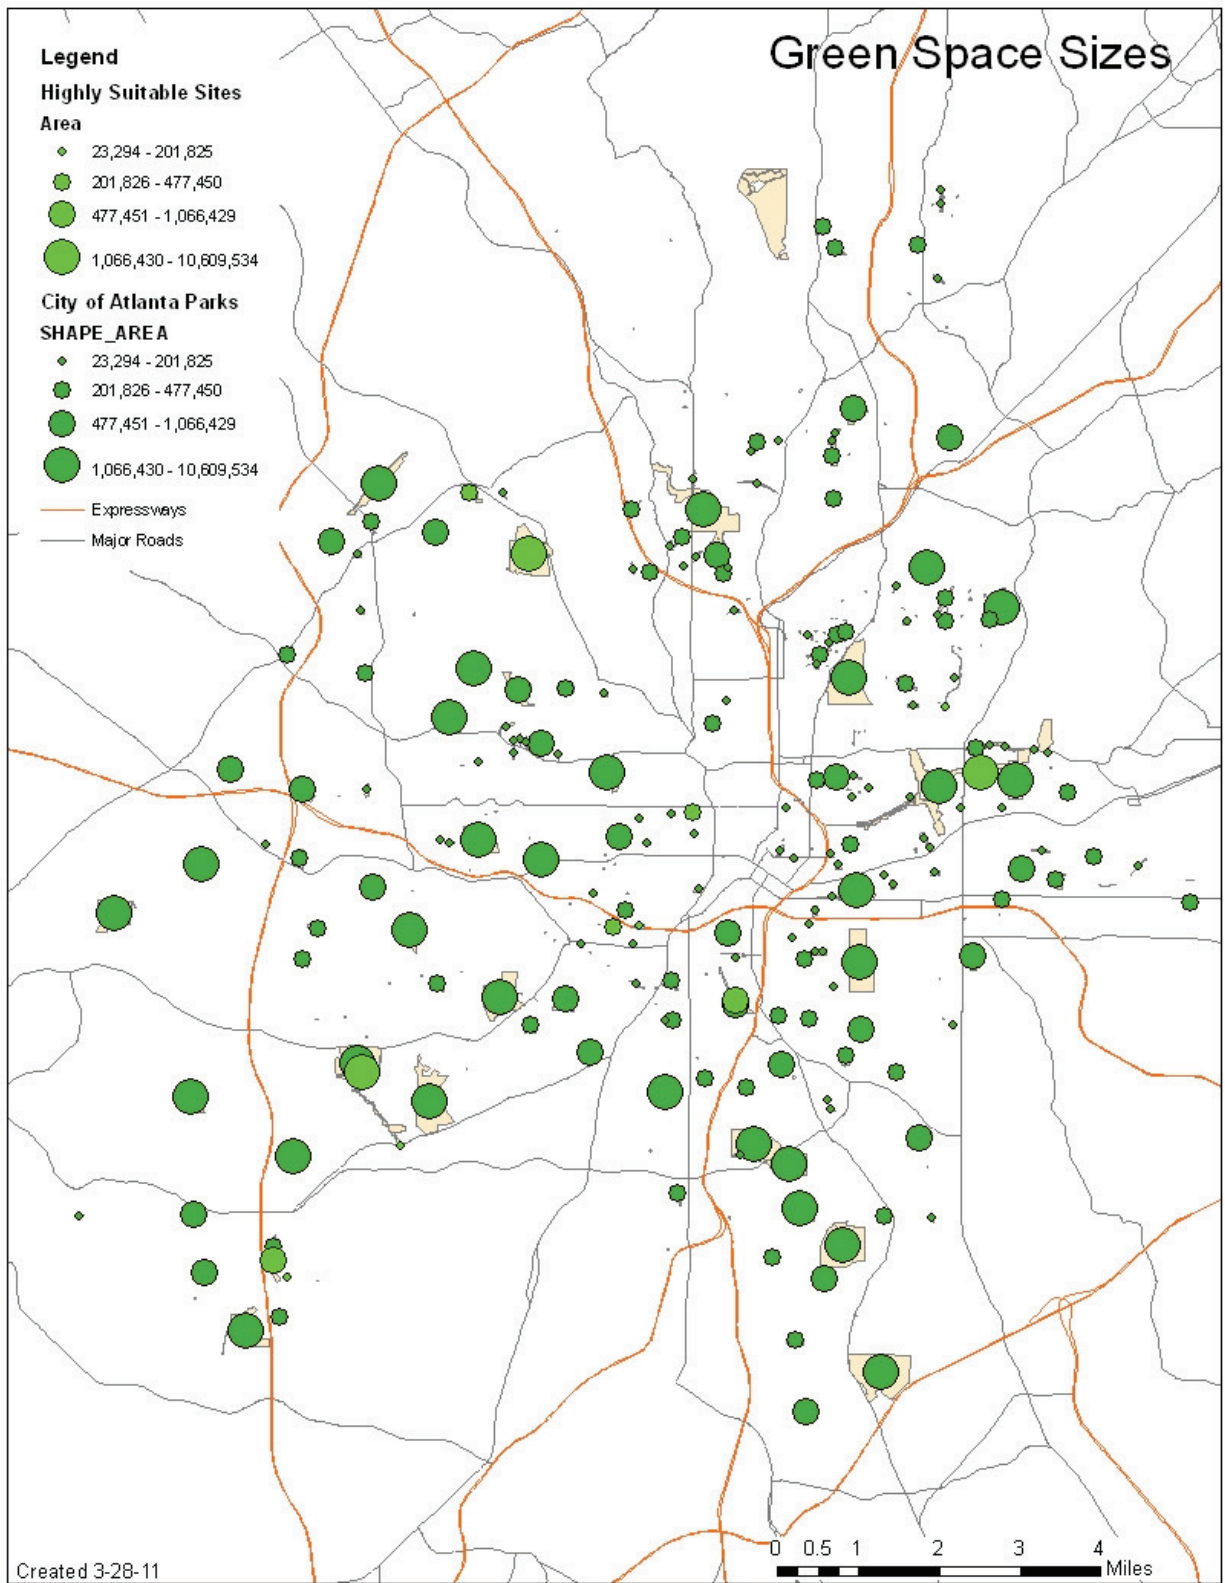 Green Space Sizes
Legend
Highly Suitable Sites
Area
23,294 - 201,825
201,826 - 477,450
477,451 - 1,066,429
1,066,430 - 10,609,534
City of Atlanta Parks
SHAPE_AREA
23,294 - 201,825
201,826 - 477,450
477,451 - 1,066,429
1,066,430 - 10,609,534
Expressways
Major Roads
0 0.5 1 2 3 4
Miles
Created 3-28-11